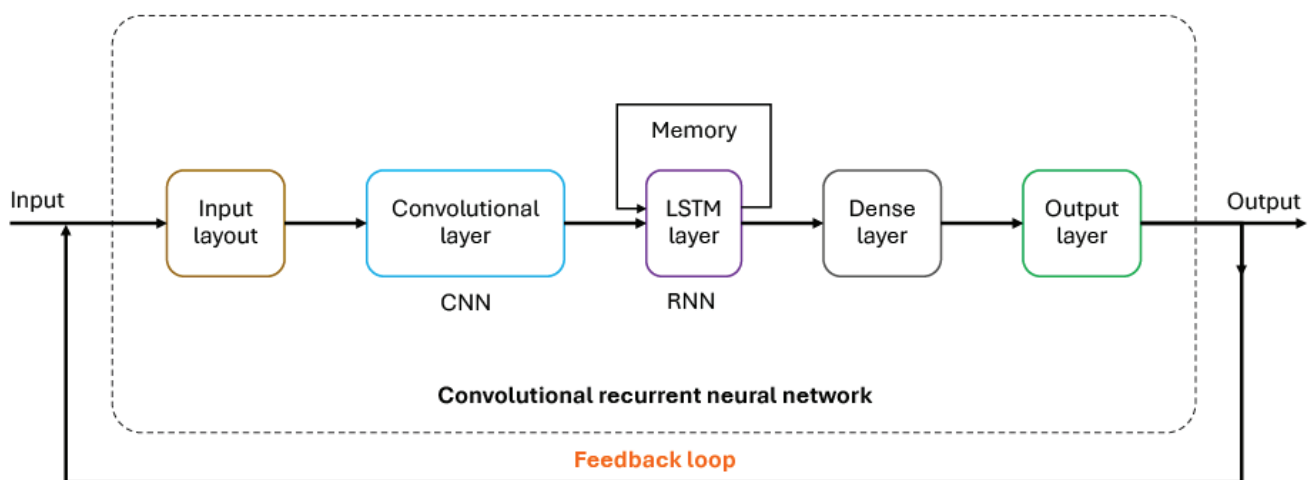 Memory
Input
Input
layout
Convolutional
layer
LSTM
layer
Dense
layer
Output
layer
Output
CNN
RNN
Convolutional recurrent neural network
Feedback loop